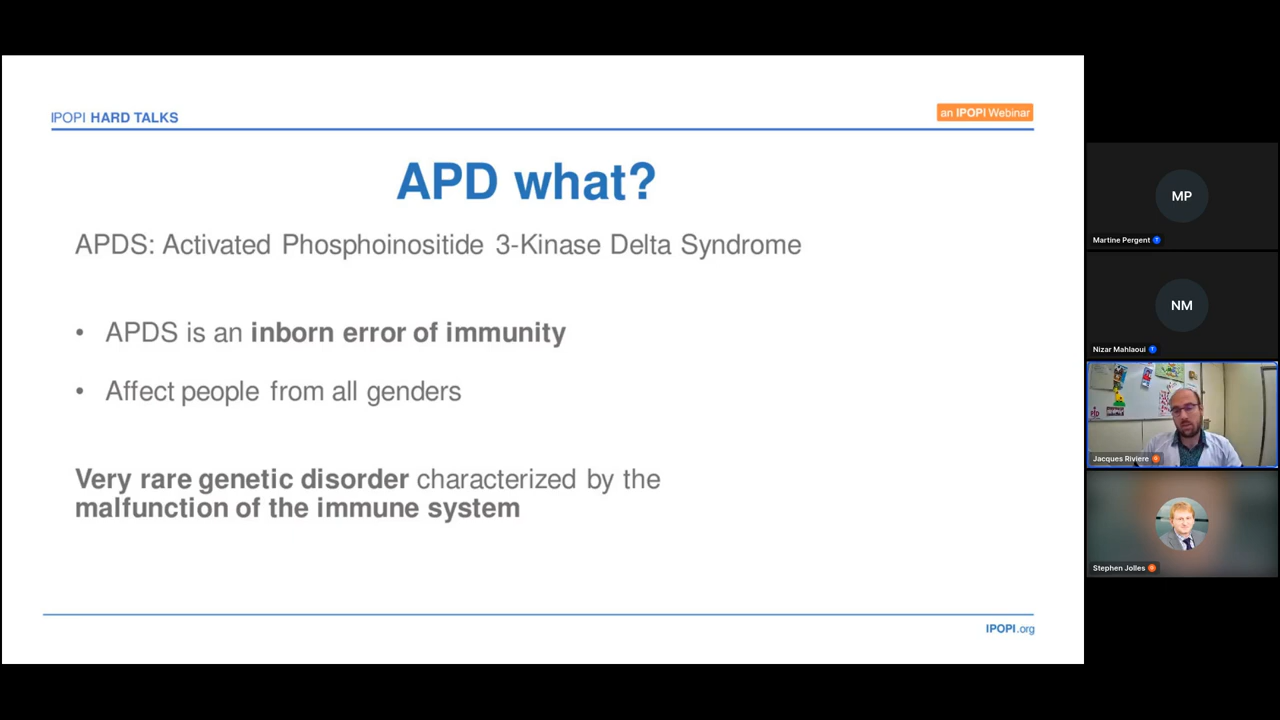 IPOPI HARD TALKS
an IPOPI Webinar
APD what?
APDS: Activated Phosphoinositide 3-Kinase Delta Syndrome
• APDS is an inborn error of immunity
• Affect people from all genders
Very rare genetic disorder characterized by the
malfunction of the immune system
IPOPI.org
MP
Martine Pergent
NM
Nizar Mahlaoui
PID
Jacques Riviere
Stephen Jolles